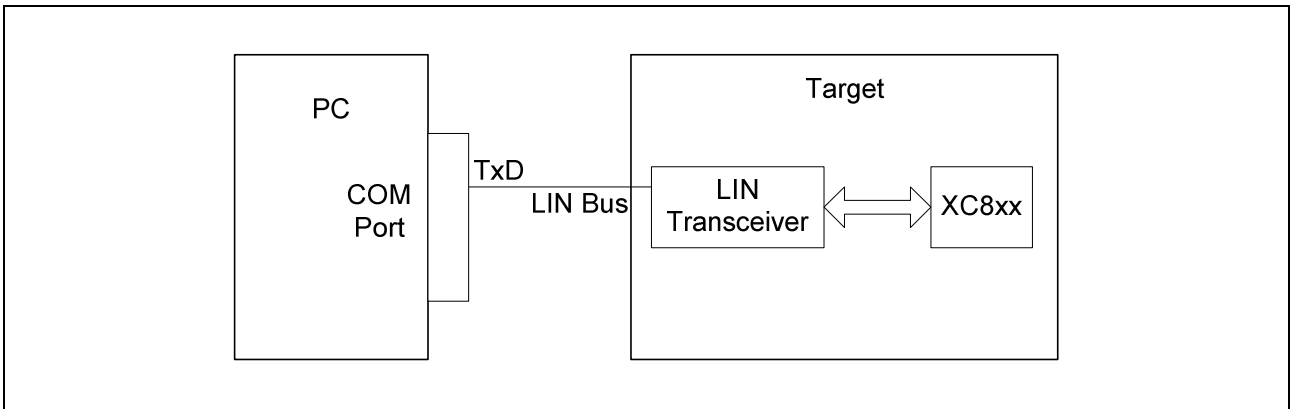 PC
COM
Port
TxD
LIN Bus
Target
LIN
Transceiver
XC8xx